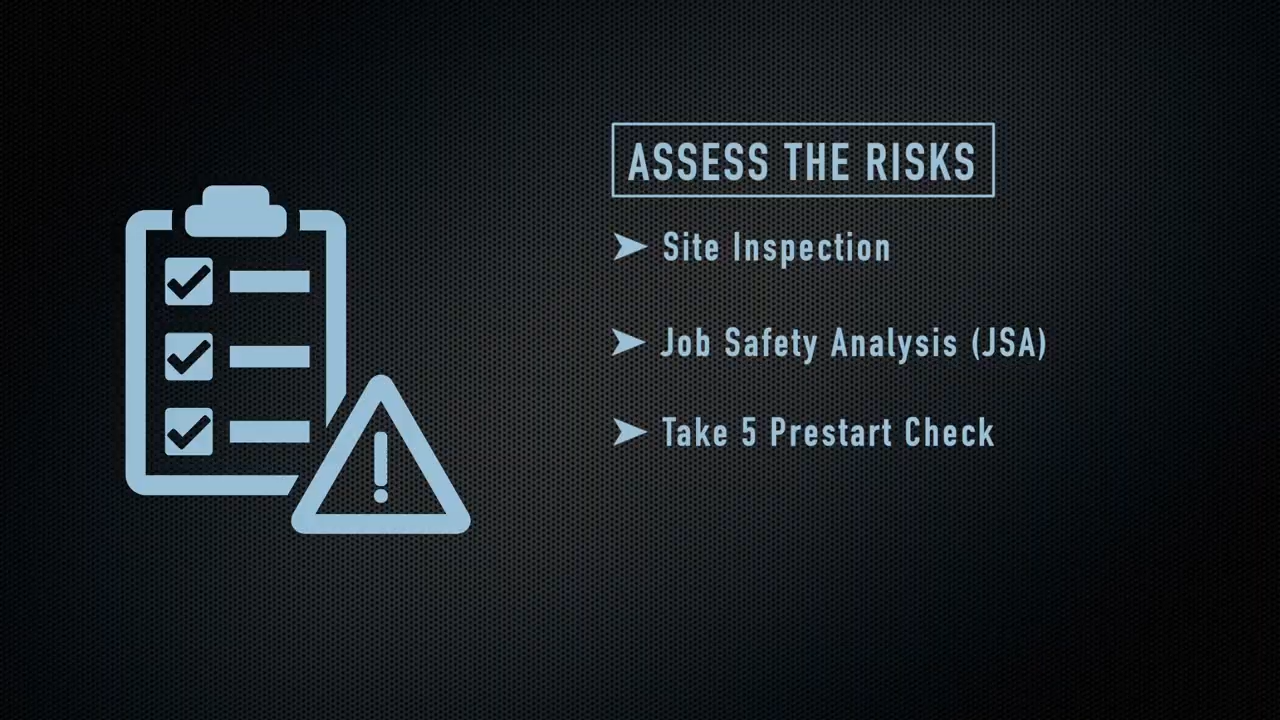 ASSESS THE RISKS
Site Inspection
Job Safety Analysis (JSA)
Take 5 Prestart Check